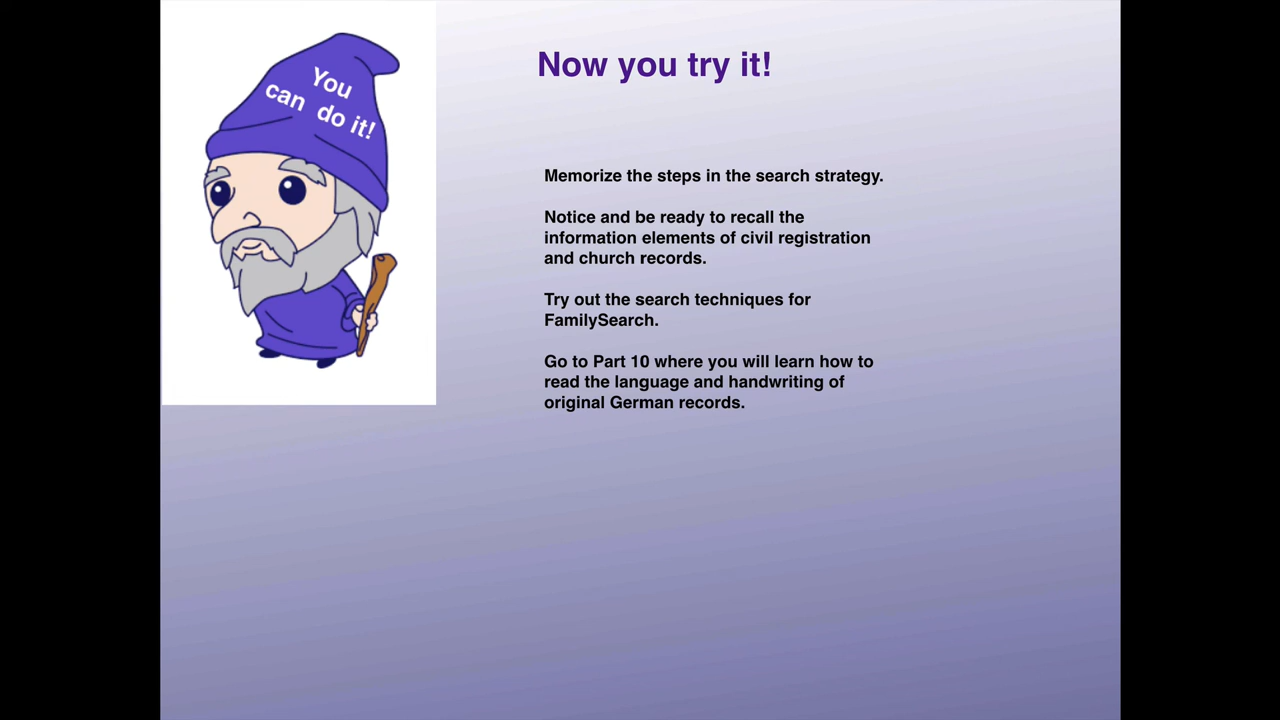 You
can do it!
Now you try it!
Memorize the steps in the search strategy.
Notice and be ready to recall the
information elements of civil registration
and church records.
Try out the search techniques for
FamilySearch.
Go to Part 10 where you will learn how to
read the language and handwriting of
original German records.